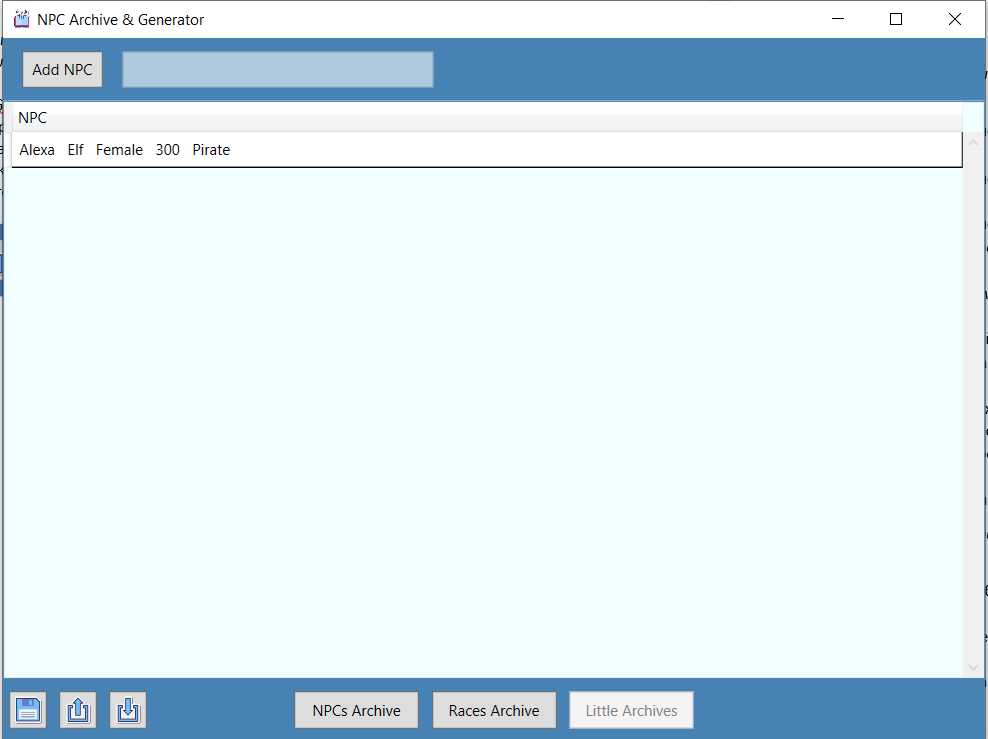 NPC Archive & Generator
Add NPC
NPC
Alexa Elf Female 300 Pirate
NPCs Archive Races Archive Little Archives